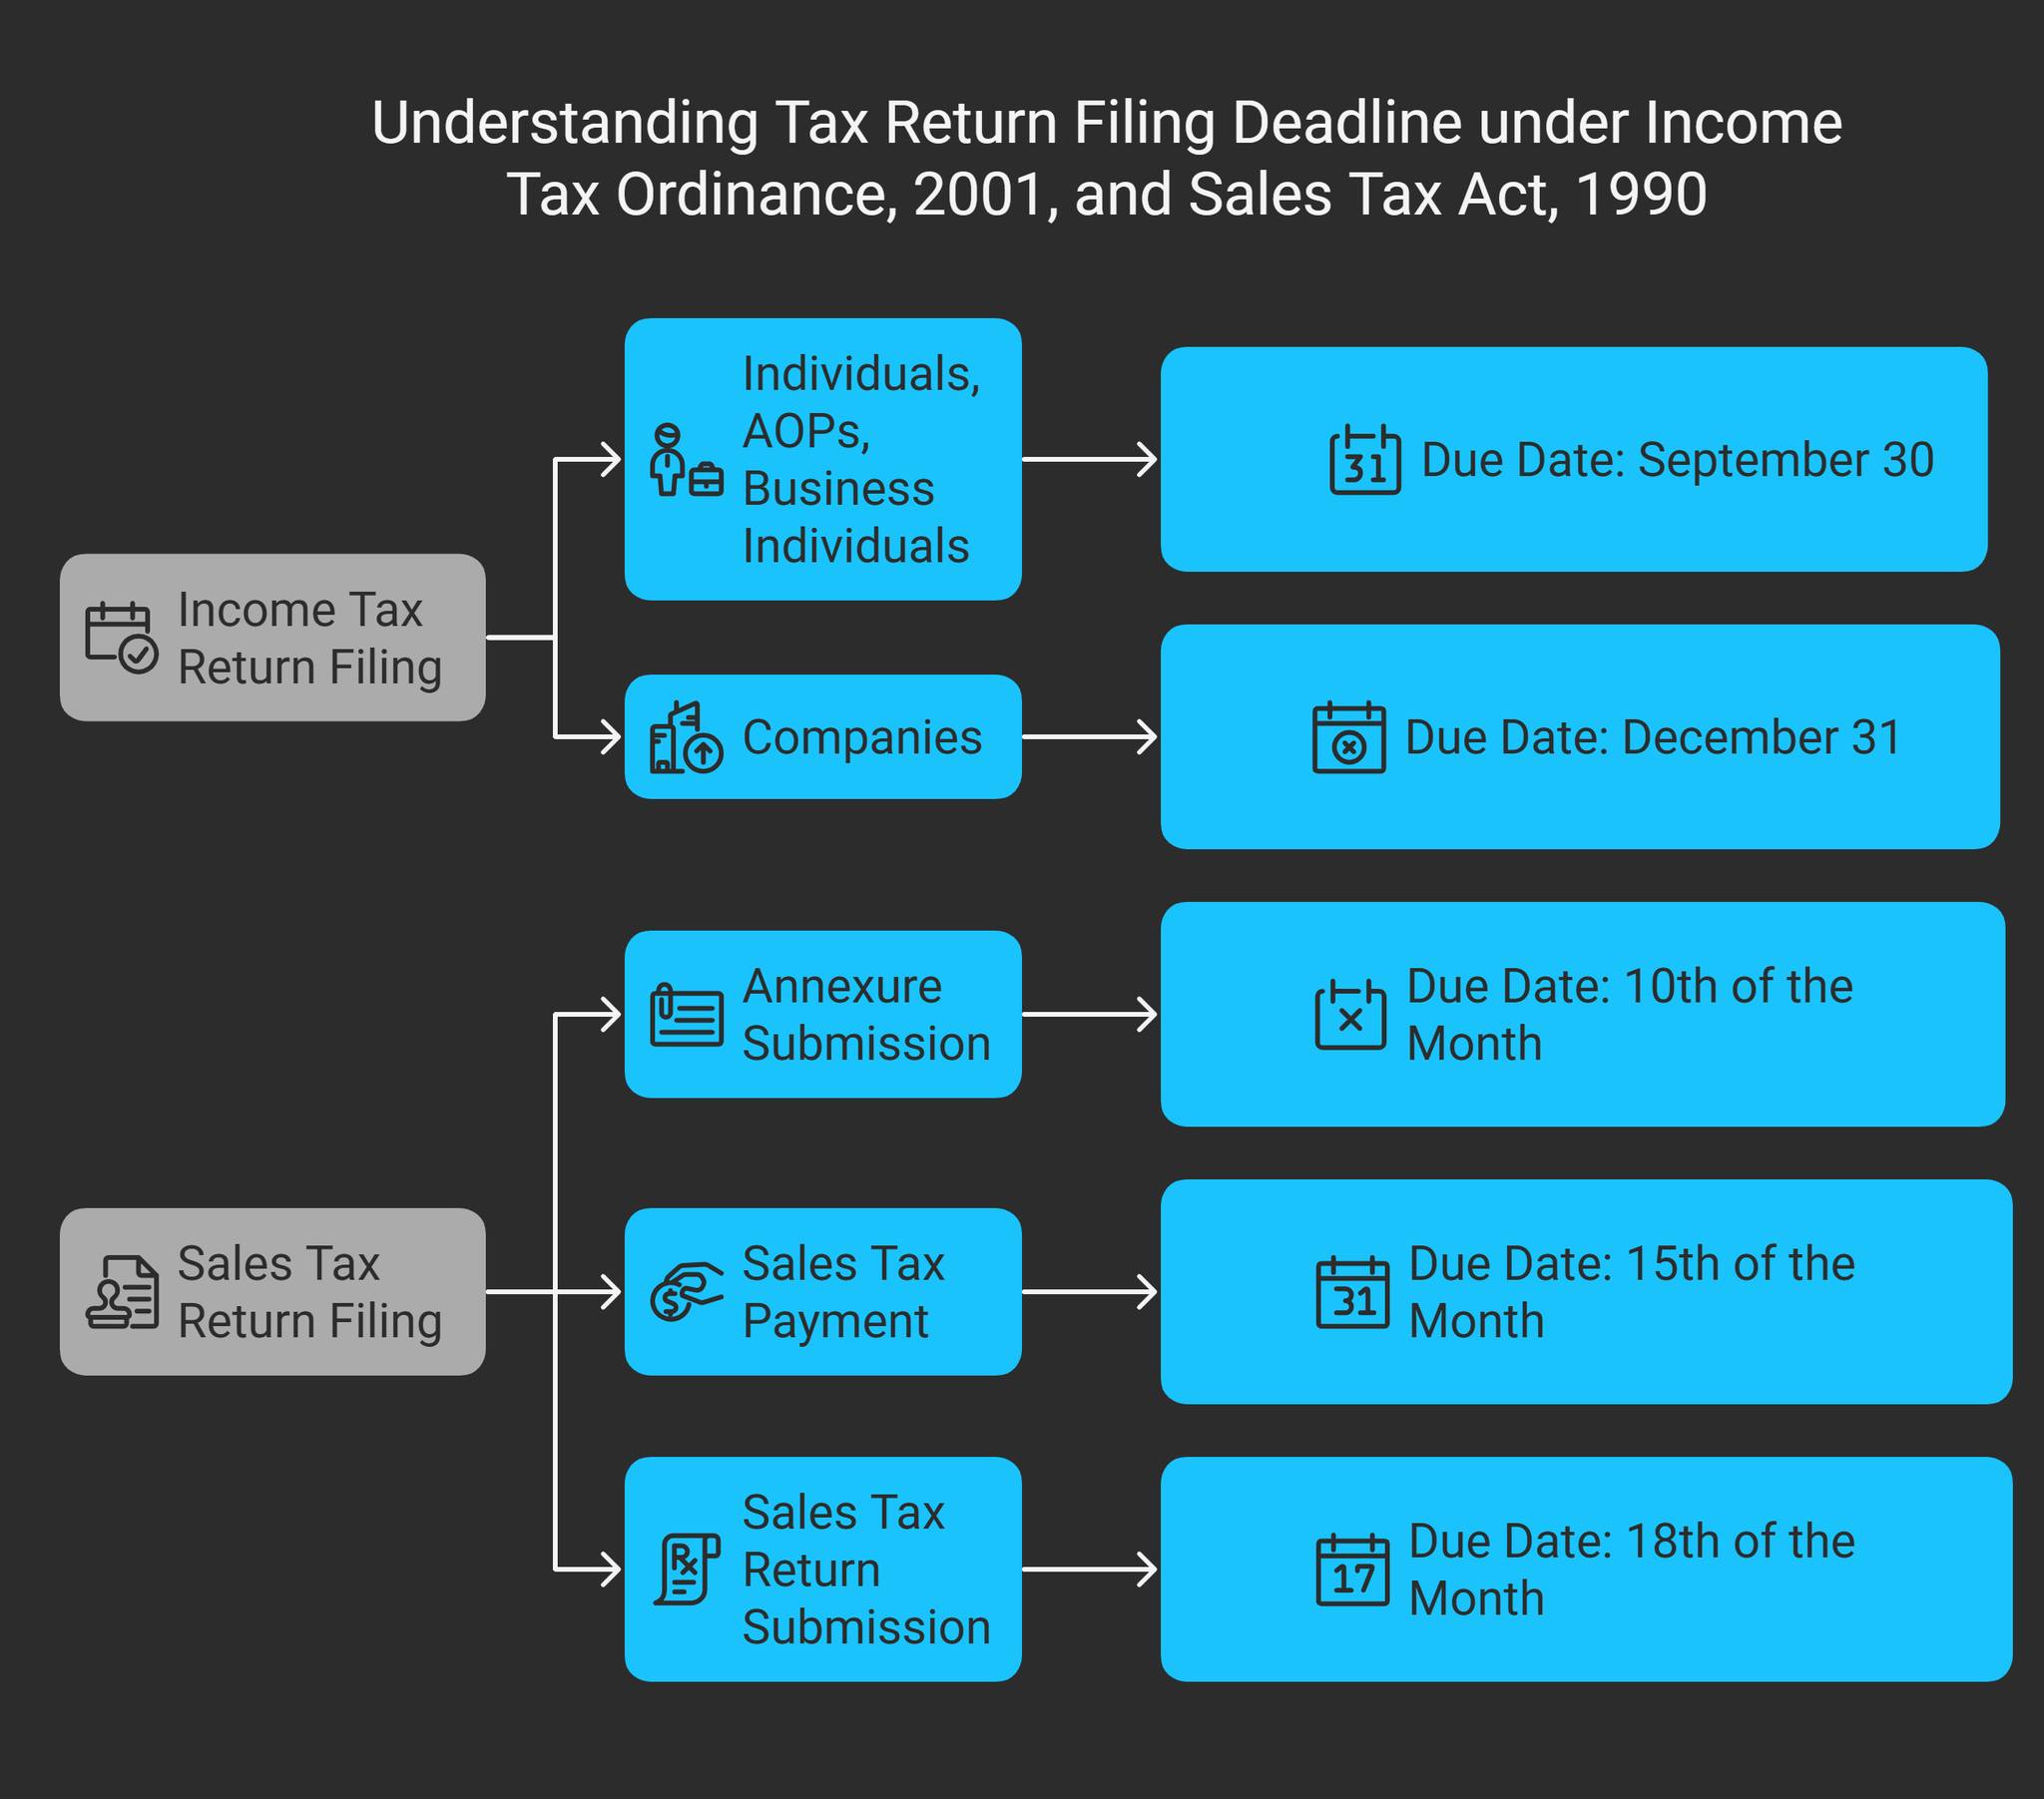 Understanding Tax Return Filing Deadline under Income
Tax Ordinance, 2001, and Sales Tax Act, 1990
Income Tax
Return Filing
Individuals,
AOPs,
Business
Individuals
31
Due Date: September 30
Companies
Due Date: December 31
Sales Tax
Return Filing
Annexure
Submission
Due Date: 10th of the
Month
$
Sales Tax
Payment
31
Due Date: 15th of the
Month
Rx
Sales Tax
Return
Submission
17
Due Date: 18th of the
Month